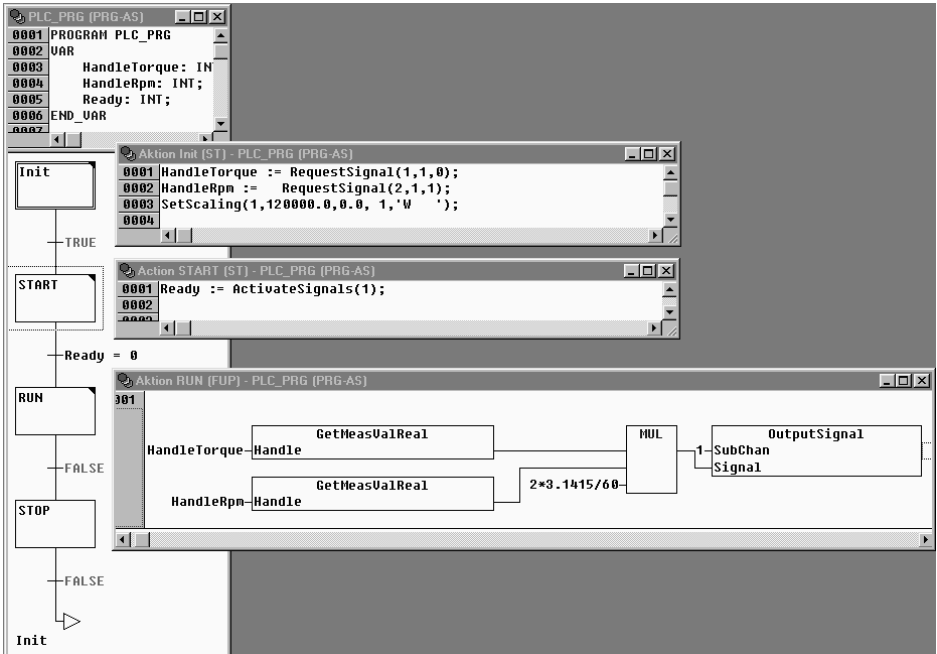 PLC_PRG (PRG-AS)
0001 PROGRAM PLC_PRG
0002 VAR
0003 HandleTorque: IN
0004 HandleRpm: INT;
0005 Ready: INT;
0006 END_VAR
0007
Init
TRUE
START
Ready = 0
RUN
FALSE
STOP
FALSE
Init
Aktion Init (ST) - PLC_PRG (PRG-AS)
0001 HandleTorque := RequestSignal(1,1,0);
0002 HandleRpm := RequestSignal(2,1,1);
0003 SetScaling(1,120000.0,0.0, 1,'W   ');
0004
Action START (ST) - PLC_PRG (PRG-AS)
0001 Ready := ActivateSignals(1);
0002
0003
Aktion RUN (FUP) - PLC_PRG (PRG-AS)
001
GetMeasValReal
HandleTorque Handle
GetMeasValReal
HandleRpm Handle
2*3.1415/60
MUL
OutputSignal
1 SubChan
Signal